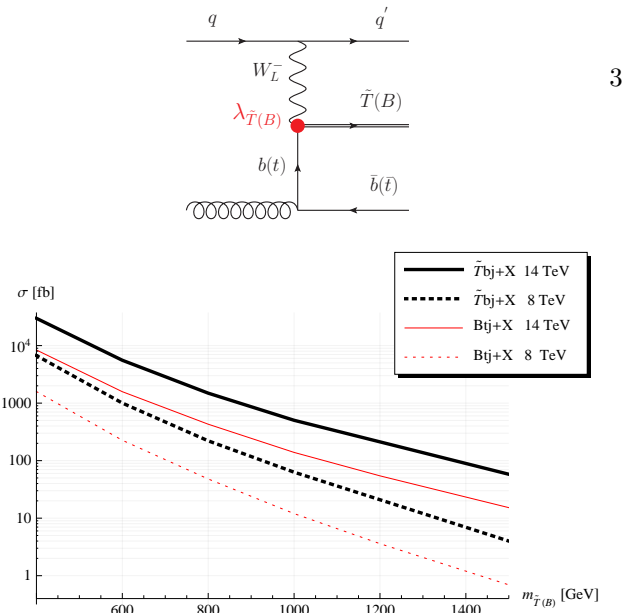 q q′
W_L^-
3
T̃(B)
λ_T̃(B)
b(t)
b̄(t̄)
T̃bj+X 14 TeV
T̃bj+X 8 TeV
Btj+X 14 TeV
Btj+X 8 TeV
σ [fb]
10^4
1000
100
10
1
600 800 1000 1200 1400
m_T̃(B) [GeV]